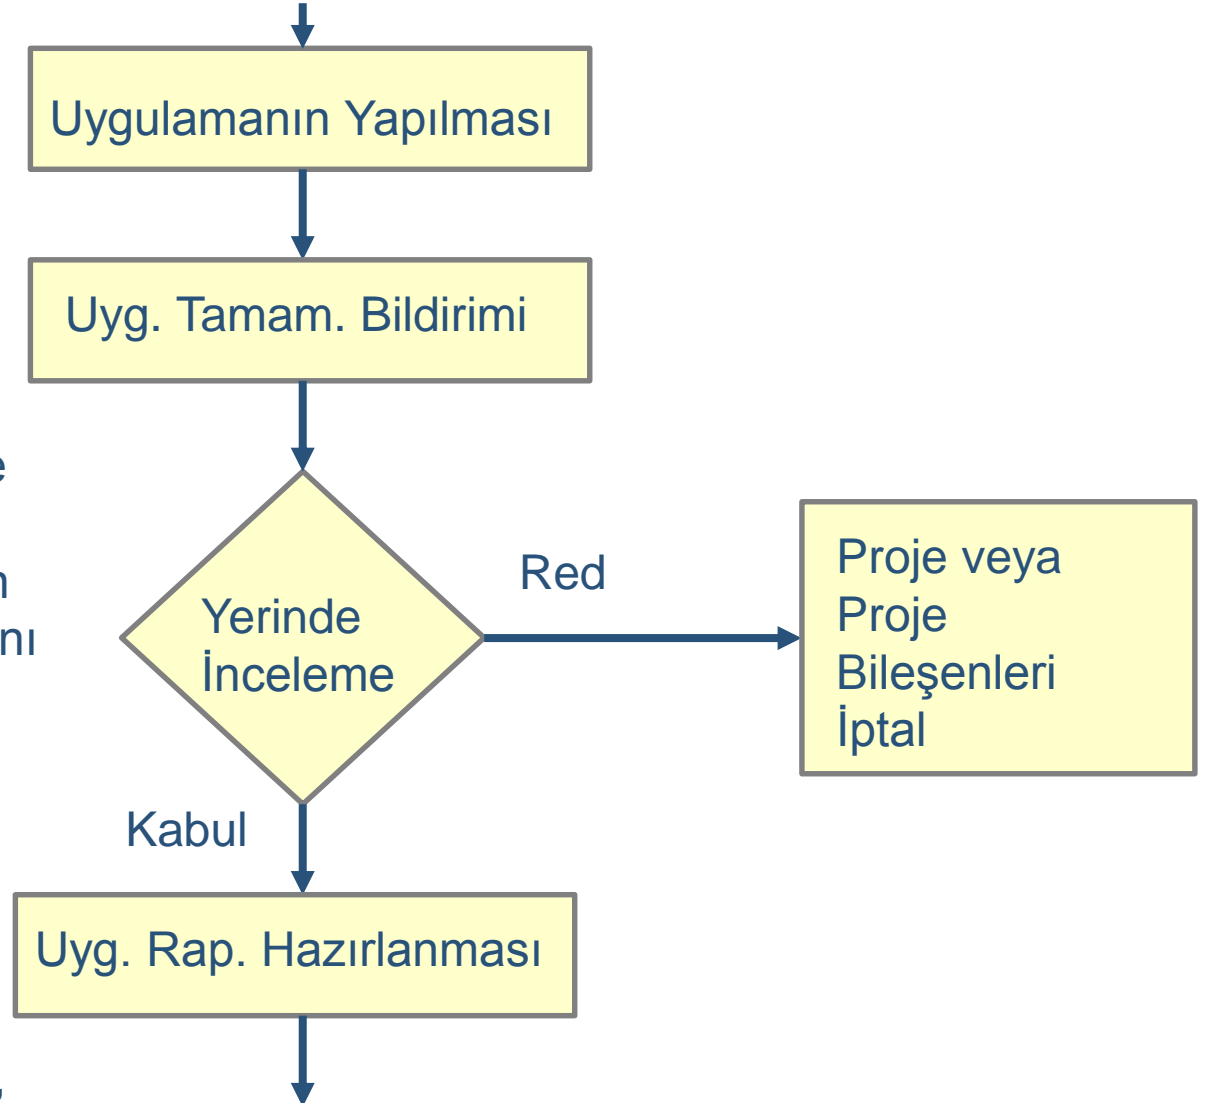 Uygulamanın Yapılması
Uyg. Tamam. Bildirimi
Red
Yerinde
İnceleme
Proje veya
Proje
Bileşenleri
İptal
Kabul
Uyg. Rap. Hazırlanması